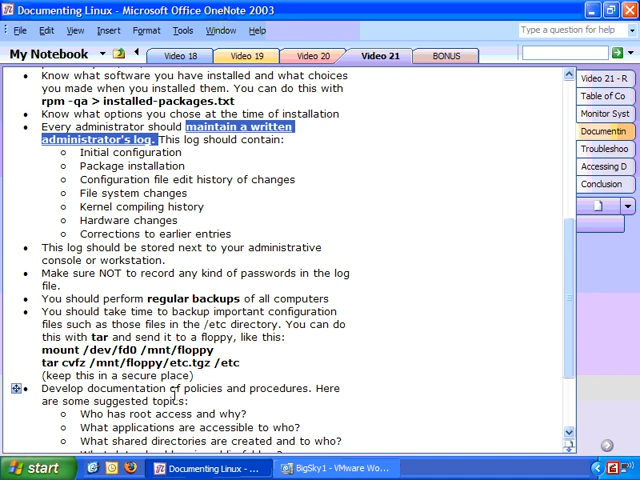 Documenting Linux - Microsoft Office OneNote 2003
File Edit View Insert Format Tools Window Help
Type a question for help
My Notebook Video 18 Video 19 Video 20 Video 21 BONUS
Know what software you have installed and what choices
you made when you installed them. You can do this with
rpm -qa > installed-packages.txt
Know what options you chose at the time of installation
Every administrator should maintain a written
administrator's log. This log should contain:
Initial configuration
Package installation
Configuration file edit history of changes
File system changes
Kernel compiling history
Hardware changes
Corrections to earlier entries
This log should be stored next to your administrative
console or workstation.
Make sure NOT to record any kind of passwords in the log
file.
You should perform regular backups of all computers
You should take time to backup important configuration
files such as those files in the /etc directory. You can do
this with tar and send it to a floppy, like this:
mount /dev/fd0 /mnt/floppy
tar cvfz /mnt/floppy/etc.tgz /etc
(keep this in a secure place)
Develop documentation of policies and procedures. Here
are some suggested topics:
Who has root access and why?
What applications are accessible to who?
What shared directories are created and to who?
Video 21 - R
Table of Co
Monitor Syst
Documentin
Troubleshoo
Accessing D
Conclusion
start
Documenting Linux - ...
BigSky1 - VMware Wo...
4:26 PM